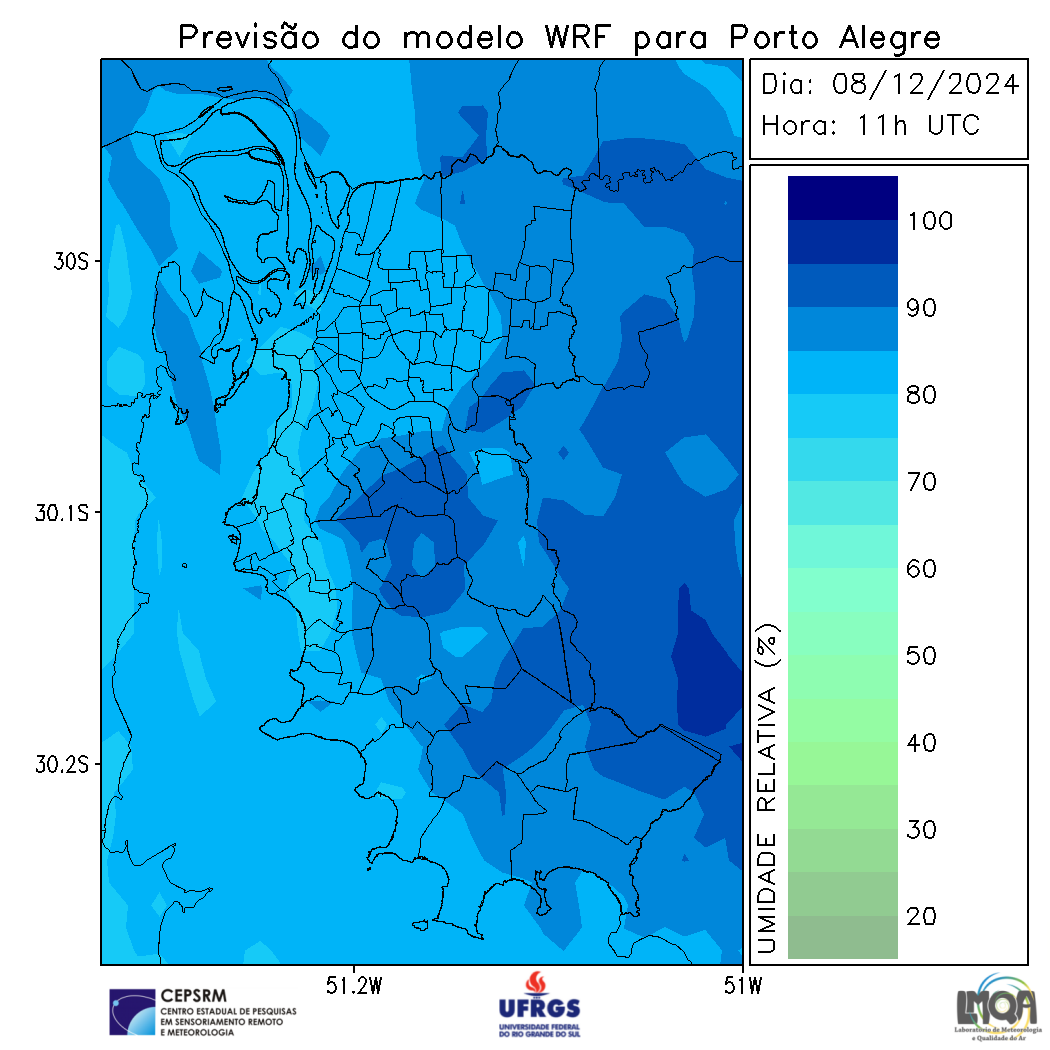 Previsão do modelo WRF para Porto Alegre
Dia: 08/12/2024
Hora: 11h UTC
30S
30.1S
30.2S
51.2W
51W
UMIDADE RELATIVA (%)
100
90
80
70
60
50
40
30
20
CEPSRM
CENTRO ESTADUAL DE PESQUISAS
EM SENSORIAMENTO REMOTO
E METEOROLOGIA
UFRGS
UNIVERSIDADE FEDERAL
DO RIO GRANDE DO SUL
LMQA
Laboratório de Meteorologia
e Qualidade do Ar